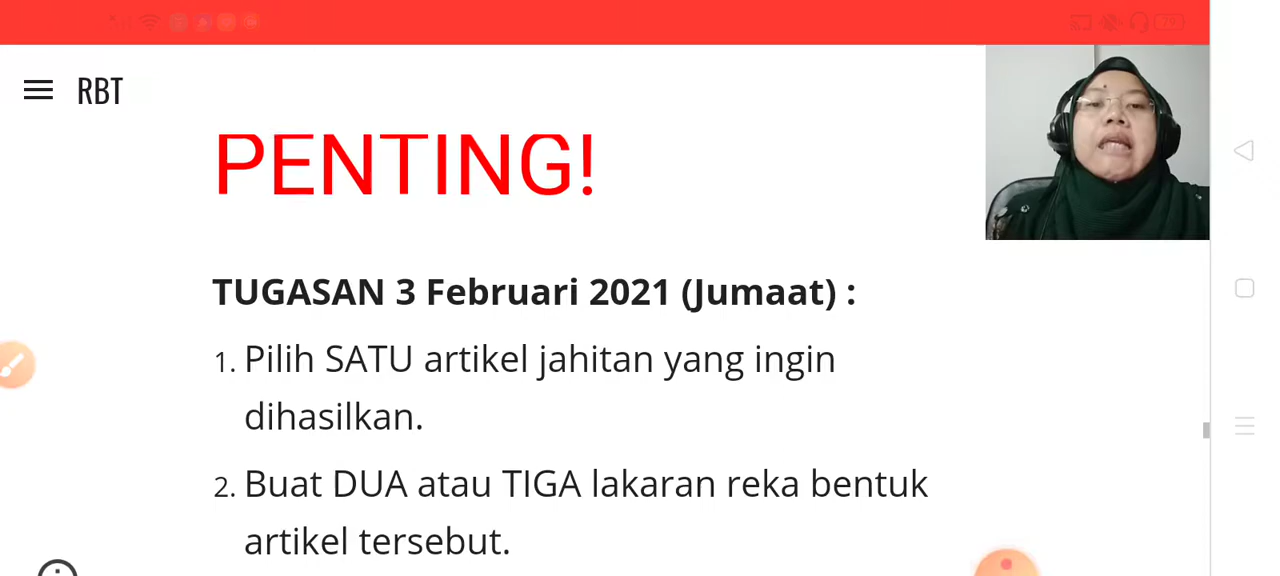 RBT
PENTING!
TUGASAN 3 Februari 2021 (Jumaat) :
1. Pilih SATU artikel jahitan yang ingin
dihasilkan.
2. Buat DUA atau TIGA lakaran reka bentuk
artikel tersebut.